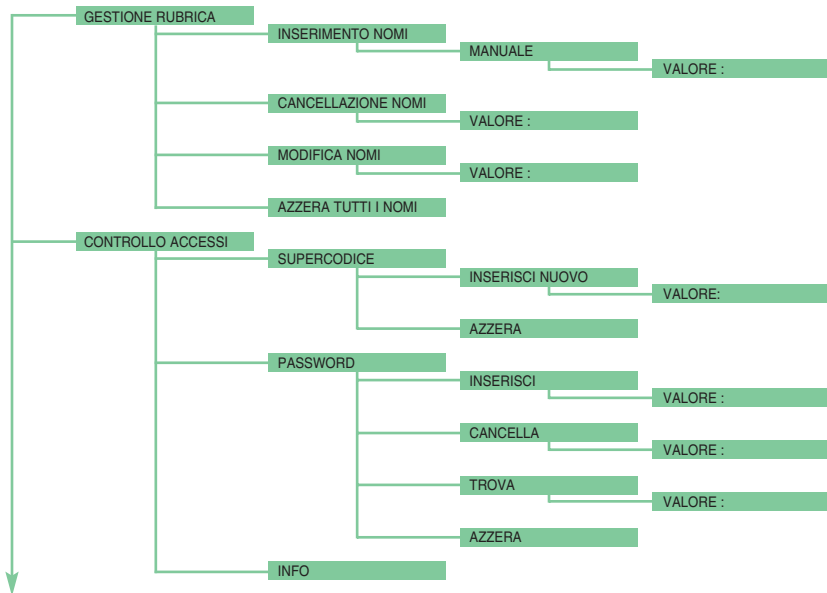 GESTIONE RUBRICA
INSERIMENTO NOMI
MANUALE
VALORE :
CANCELLAZIONE NOMI
VALORE :
MODIFICA NOMI
VALORE :
AZZERA TUTTI I NOMI
CONTROLLO ACCESSI
SUPERCODICE
INSERISCI NUOVO
VALORE:
AZZERA
PASSWORD
INSERISCI
VALORE :
CANCELLA
VALORE :
TROVA
VALORE :
AZZERA
INFO